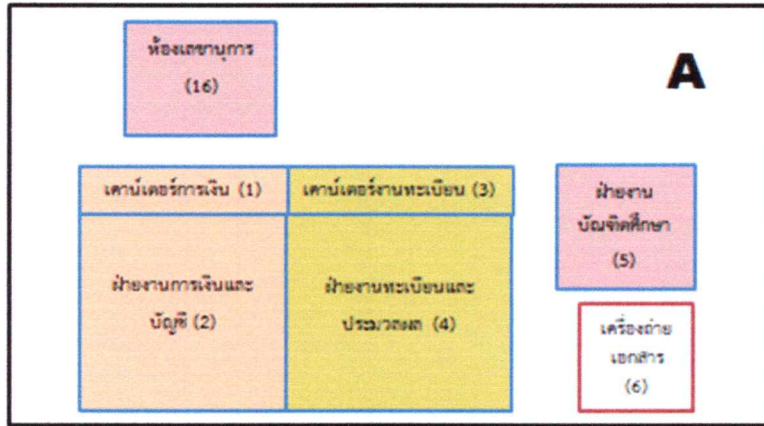 ห้องเลขานุการ
(16)
A
เคาน์เตอร์การเงิน (1)
เคาน์เตอร์งานทะเบียน (3)
ฝ่ายงาน
บัณฑิตศึกษา
(5)
ฝ่ายงานการเงินและ
บัญชี (2)
ฝ่ายงานทะเบียนและ
ประมวลผล (4)
เครื่องถ่าย
เอกสาร
(6)